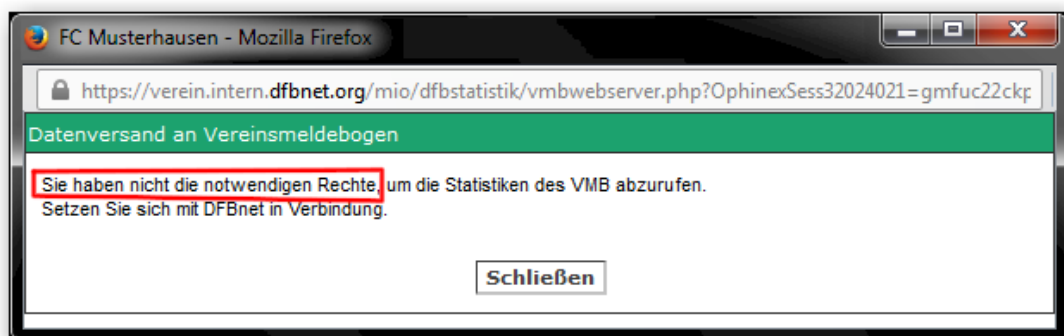 FC Musterhausen - Mozilla Firefox
https://verein.intern.dfbnet.org/mio/dfbstatistik/vmbwebserver.php?OphinexSess32024021=gmfuc22ckp
Datenversand an Vereinsmeldebogen
Sie haben nicht die notwendigen Rechte, um die Statistiken des VMB abzurufen.
Setzen Sie sich mit DFBnet in Verbindung.
Schließen